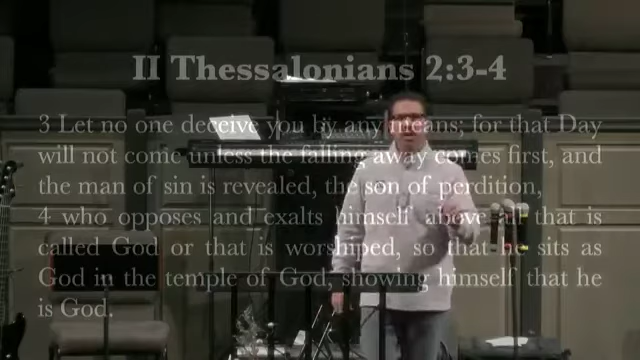 II Thessalonians 2:3-4
3 Let no one deceive you by any means; for that Day
will not come unless the falling away comes first, and
the man of sin is revealed, the son of perdition,
4 who opposes and exalts himself above all that is
called God or that is worshiped, so that he sits as
God in the temple of God, showing himself that he
is God.